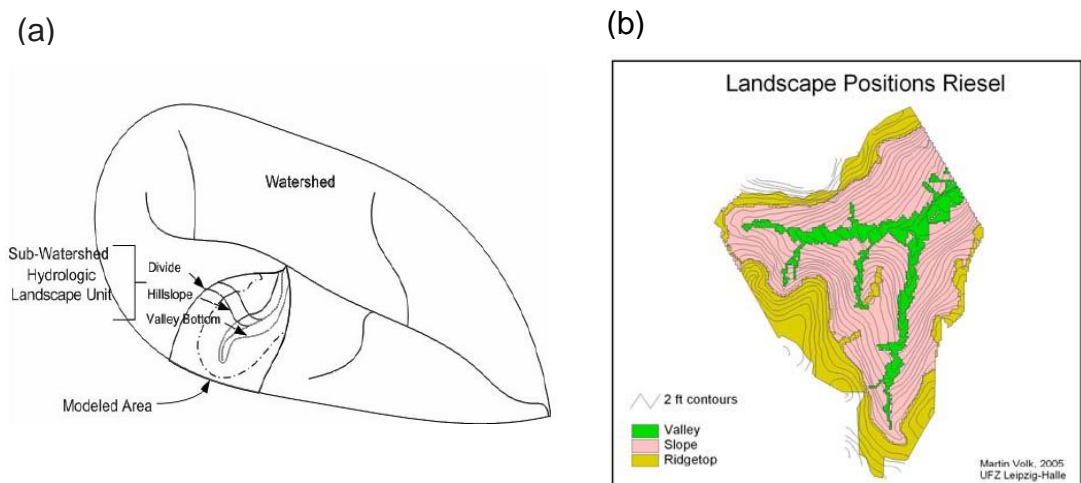 (a)
Watershed
Sub-Watershed
Hydrologic
Landscape Unit
Divide
Hillslope
Valley Bottom
Modeled Area
(b)
Landscape Positions Riesel
2 ft contours
Valley
Slope
Ridgetop
Martin Volk, 2005
UFZ Leipzig-Halle